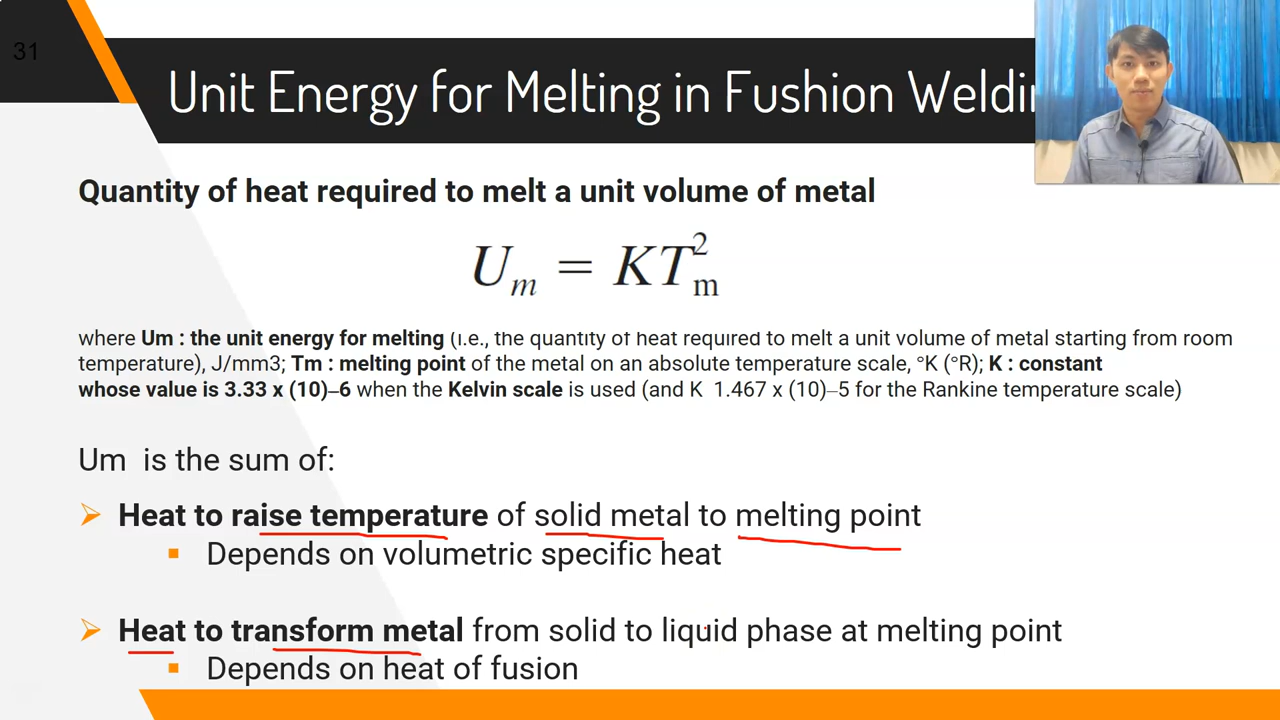 31
Unit Energy for Melting in Fushion Weldin
Quantity of heat required to melt a unit volume of metal
U_m = KT_m^2
where Um : the unit energy for melting (i.e., the quantity of heat required to melt a unit volume of metal starting from room
temperature), J/mm3; Tm : melting point of the metal on an absolute temperature scale, °K (°R); K : constant
whose value is 3.33 x (10)–6 when the Kelvin scale is used (and K 1.467 x (10)–5 for the Rankine temperature scale)
Um is the sum of:
➢ Heat to raise temperature of solid metal to melting point
▪ Depends on volumetric specific heat
➢ Heat to transform metal from solid to liquid phase at melting point
▪ Depends on heat of fusion